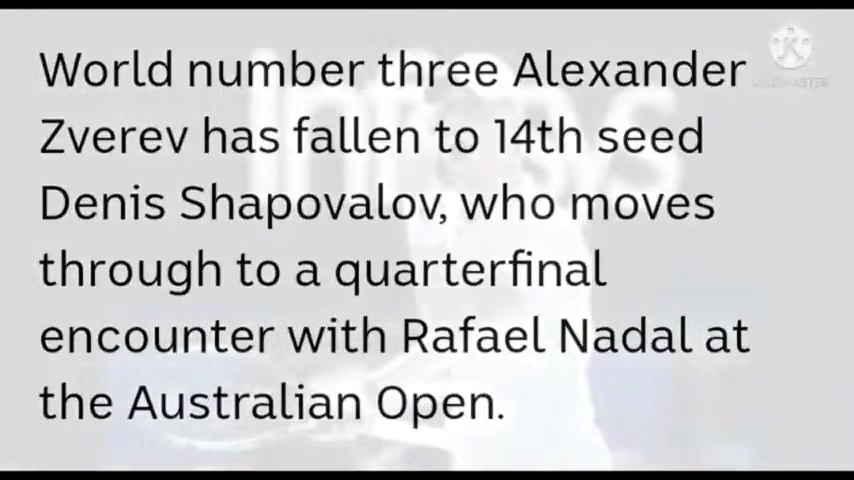 World number three Alexander
Zverev has fallen to 14th seed
Denis Shapovalov, who moves
through to a quarterfinal
encounter with Rafael Nadal at
the Australian Open.